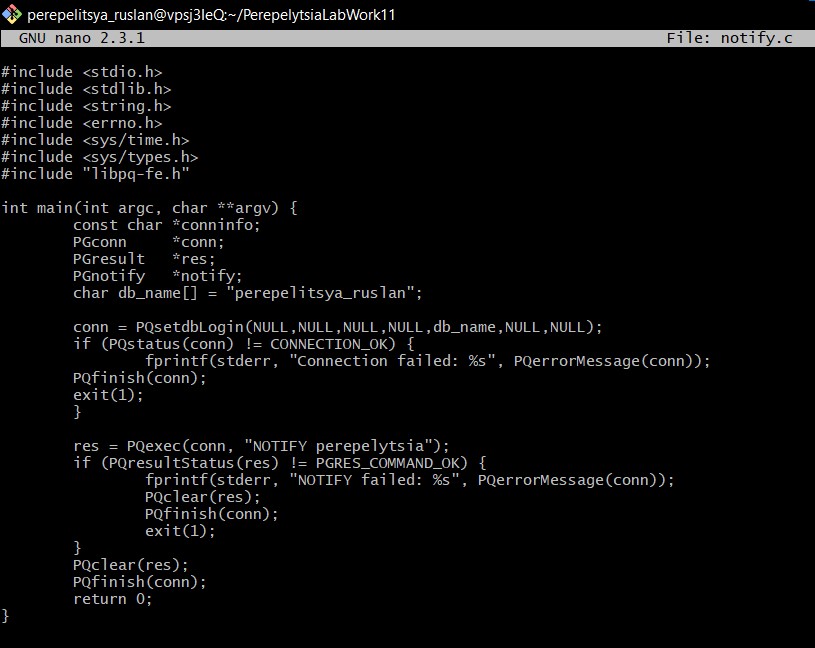 perepelitsya_ruslan@vpsj3IeQ:~/PerepelytsiaLabWork11
GNU nano 2.3.1 File: notify.c
#include <stdio.h>
#include <stdlib.h>
#include <string.h>
#include <errno.h>
#include <sys/time.h>
#include <sys/types.h>
#include "libpq-fe.h"

int main(int argc, char **argv) {
        const char *conninfo;
        PGconn     *conn;
        PGresult   *res;
        PGnotify   *notify;
        char db_name[] = "perepelitsya_ruslan";

        conn = PQsetdbLogin(NULL,NULL,NULL,NULL,db_name,NULL,NULL);
        if (PQstatus(conn) != CONNECTION_OK) {
                fprintf(stderr, "Connection failed: %s", PQerrorMessage(conn));
        PQfinish(conn);
        exit(1);
        }

        res = PQexec(conn, "NOTIFY perepelytsia");
        if (PQresultStatus(res) != PGRES_COMMAND_OK) {
                fprintf(stderr, "NOTIFY failed: %s", PQerrorMessage(conn));
                PQclear(res);
                PQfinish(conn);
                exit(1);
        }
        PQclear(res);
        PQfinish(conn);
        return 0;
}